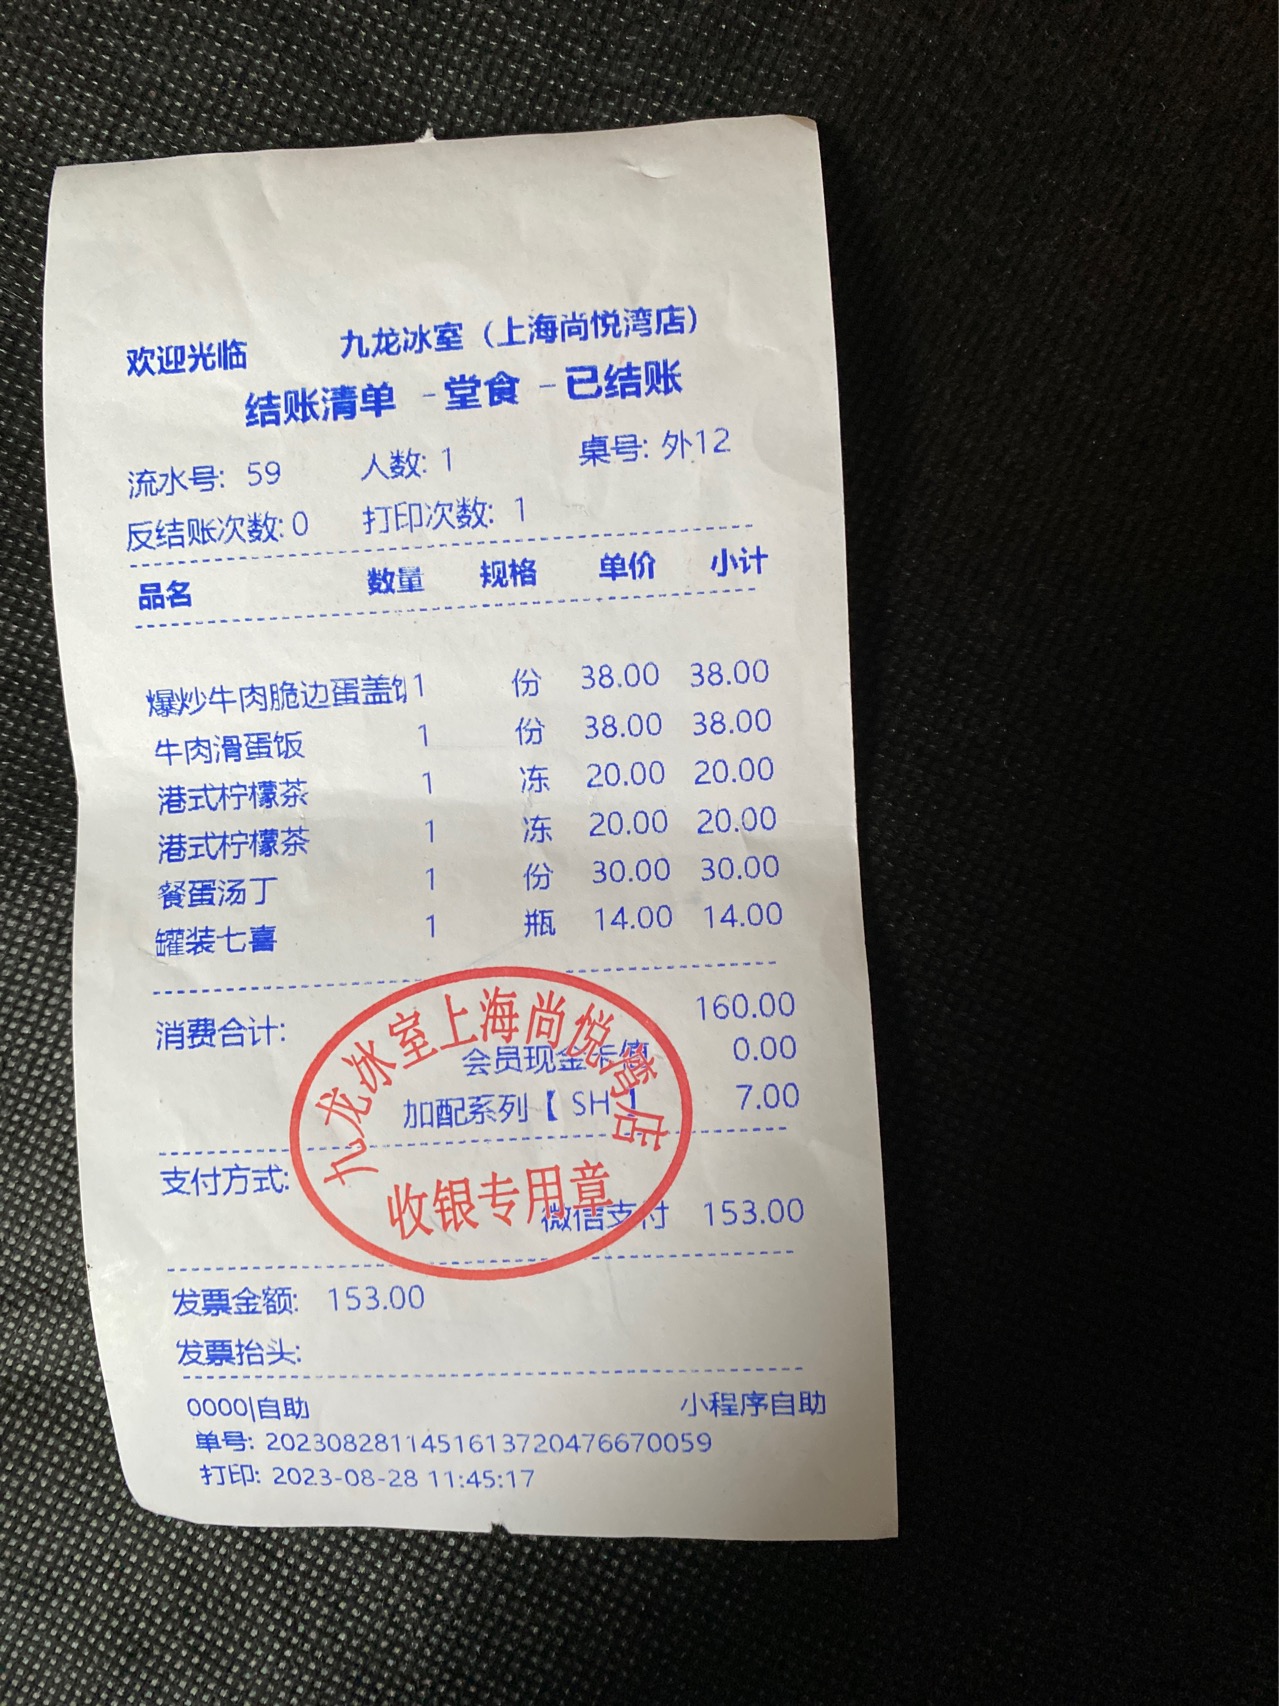 欢迎光临 九龙冰室（上海尚悦湾店）
结账清单 - 堂食 - 已结账
流水号: 59 人数: 1 桌号: 外12
反结账次数: 0 打印次数: 1
品名 数量 规格 单价 小计
爆炒牛肉脆边蛋盖饭 1 份 38.00 38.00
牛肉滑蛋饭 1 份 38.00 38.00
港式柠檬茶 1 冻 20.00 20.00
港式柠檬茶 1 冻 20.00 20.00
餐蛋汤丁 1 份 30.00 30.00
罐装七喜 1 瓶 14.00 14.00
消费合计: 160.00
会员现金卡值 0.00
加配系列【 SH 】 7.00
支付方式:
微信支付 153.00
九龙冰室上海尚悦湾店
收银专用章
发票金额: 153.00
发票抬头:
0000|自助 小程序自助
单号: 20230828114516137204766​70059
打印: 2023-08-28 11:45:17